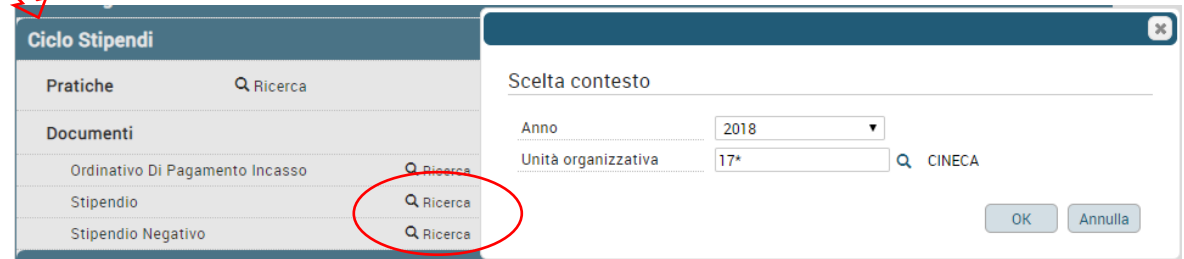 Ciclo Stipendi
Pratiche Ricerca
Documenti
Ordinativo Di Pagamento Incasso Ricerca
Stipendio Ricerca
Stipendio Negativo Ricerca
Scelta contesto
Anno 2018
Unità organizzativa 17* CINECA
OK Annulla